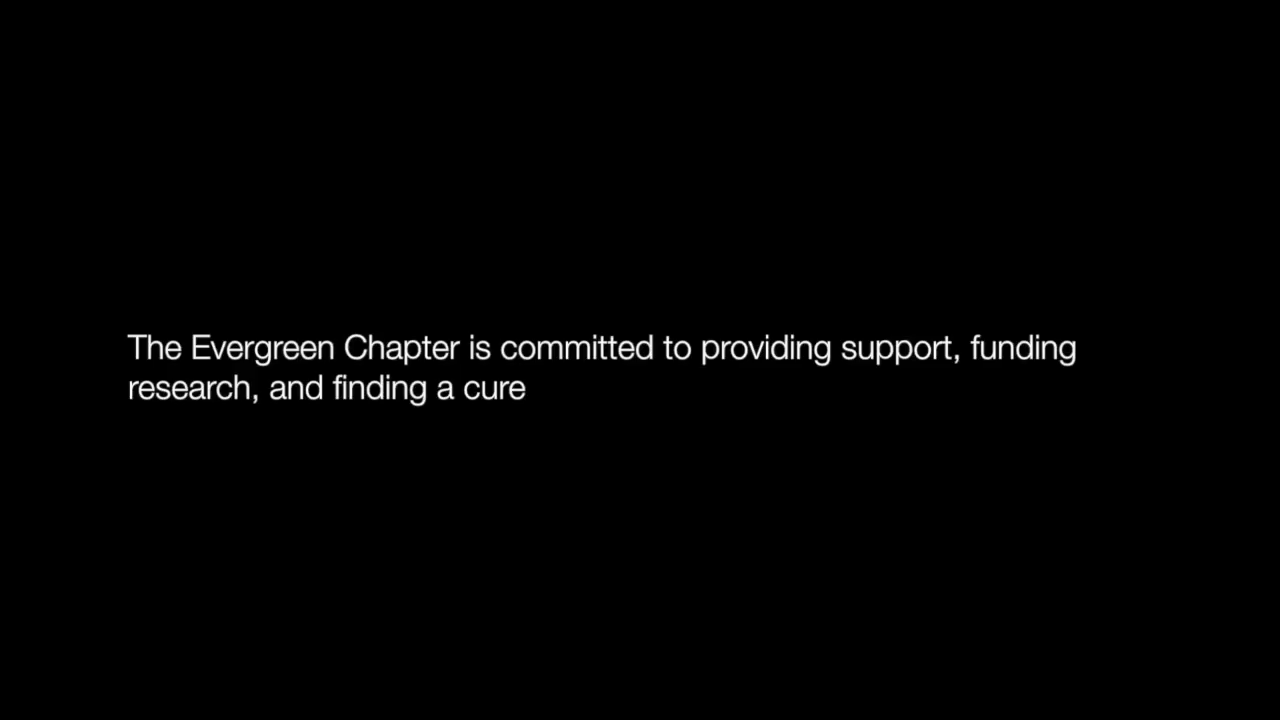 The Evergreen Chapter is committed to providing support, funding
research, and finding a cure